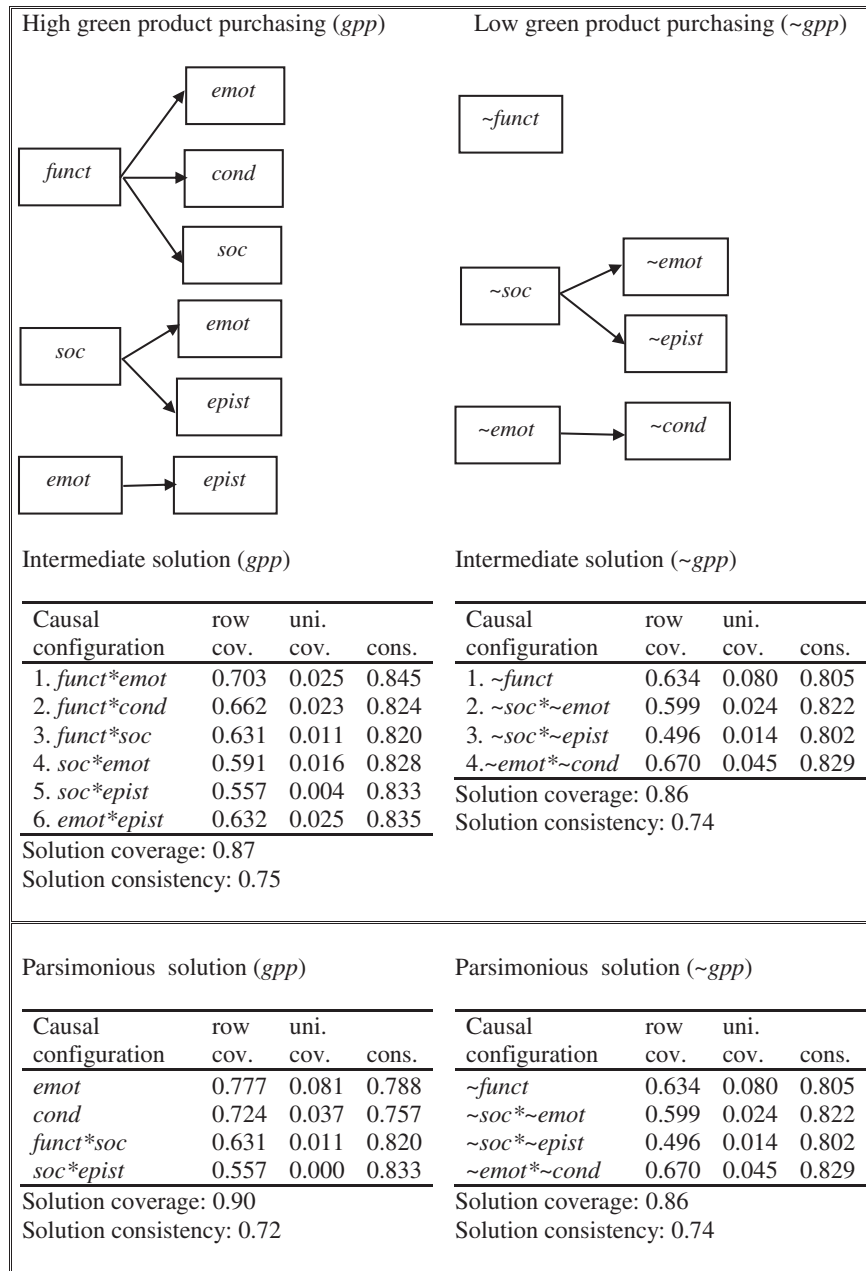 High green product purchasing (gpp)
Low green product purchasing (~gpp)
emot
funct
cond
soc
soc
emot
epist
emot
epist
~funct
~soc
~emot
~epist
~emot
~cond
Intermediate solution (gpp)
Causal row uni.
configuration cov. cov. cons.
1. funct*emot 0.703 0.025 0.845
2. funct*cond 0.662 0.023 0.824
3. funct*soc 0.631 0.011 0.820
4. soc*emot 0.591 0.016 0.828
5. soc*epist 0.557 0.004 0.833
6. emot*epist 0.632 0.025 0.835
Solution coverage: 0.87
Solution consistency: 0.75
Intermediate solution (~gpp)
Causal row uni.
configuration cov. cov. cons.
1. ~funct 0.634 0.080 0.805
2. ~soc*~emot 0.599 0.024 0.822
3. ~soc*~epist 0.496 0.014 0.802
4.~emot*~cond 0.670 0.045 0.829
Solution coverage: 0.86
Solution consistency: 0.74
Parsimonious solution (gpp)
Causal row uni.
configuration cov. cov. cons.
emot 0.777 0.081 0.788
cond 0.724 0.037 0.757
funct*soc 0.631 0.011 0.820
soc*epist 0.557 0.000 0.833
Solution coverage: 0.90
Solution consistency: 0.72
Parsimonious solution (~gpp)
Causal row uni.
configuration cov. cov. cons.
~funct 0.634 0.080 0.805
~soc*~emot 0.599 0.024 0.822
~soc*~epist 0.496 0.014 0.802
~emot*~cond 0.670 0.045 0.829
Solution coverage: 0.86
Solution consistency: 0.74